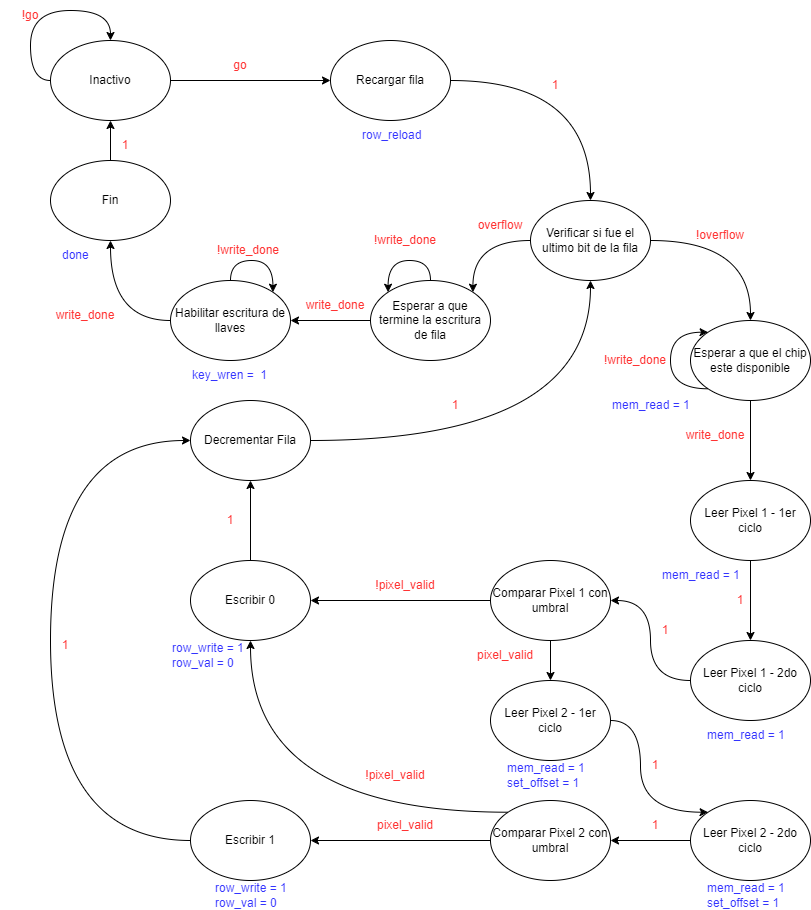 !go
Inactivo
go
Recargar fila
row_reload
1
1
Fin
done
overflow
Verificar si fue el
ultimo bit de la fila
!overflow
!write_done
!write_done
write_done
Habilitar escritura de
llaves
write_done
Esperar a que
termine la escritura
de fila
key_wren =  1
!write_done
Esperar a que el chip
este disponible
mem_read = 1
write_done
Decrementar Fila
1
Leer Pixel 1 - 1er
ciclo
mem_read = 1
1
1
Escribir 0
row_write = 1
row_val = 0
!pixel_valid
Comparar Pixel 1 con
umbral
1
Leer Pixel 1 - 2do
ciclo
mem_read = 1
pixel_valid
Leer Pixel 2 - 1er
ciclo
mem_read = 1
set_offset = 1
1
1
!pixel_valid
Escribir 1
row_write = 1
row_val = 0
pixel_valid
Comparar Pixel 2 con
umbral
1
Leer Pixel 2 - 2do
ciclo
mem_read = 1
set_offset = 1